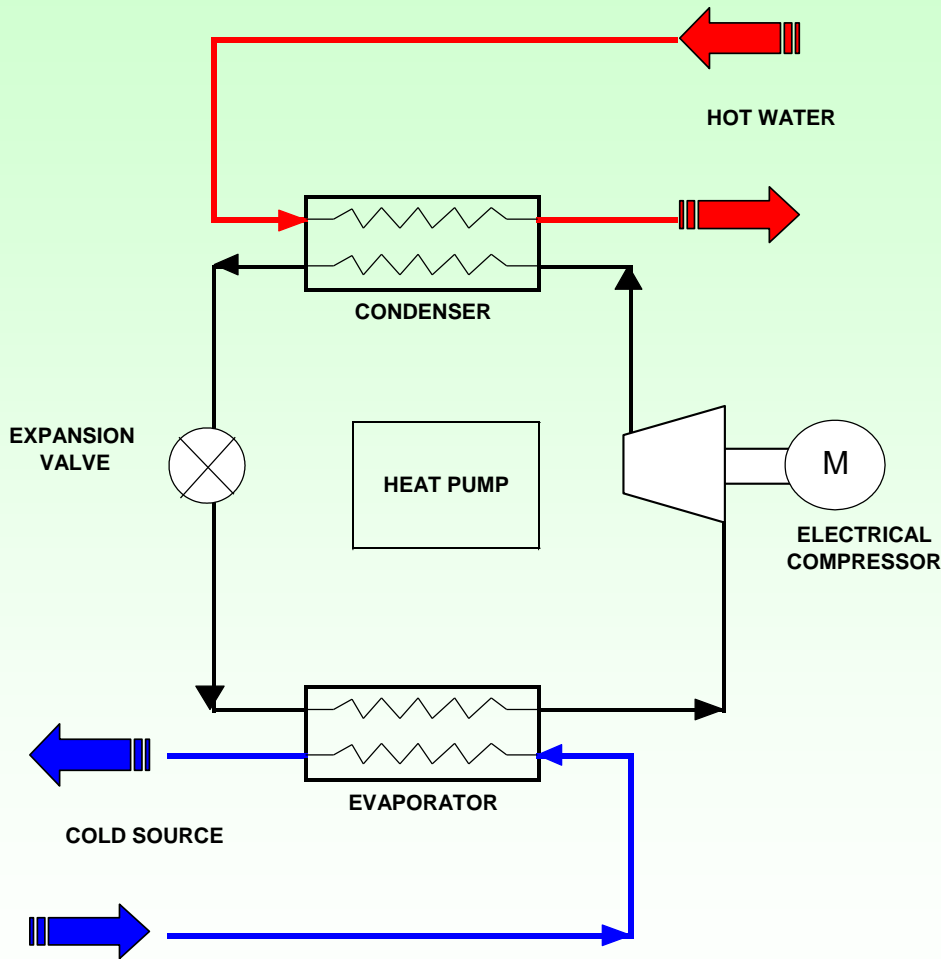 HOT WATER
CONDENSER
EXPANSION
VALVE
HEAT PUMP
M
ELECTRICAL
COMPRESSOR
EVAPORATOR
COLD SOURCE